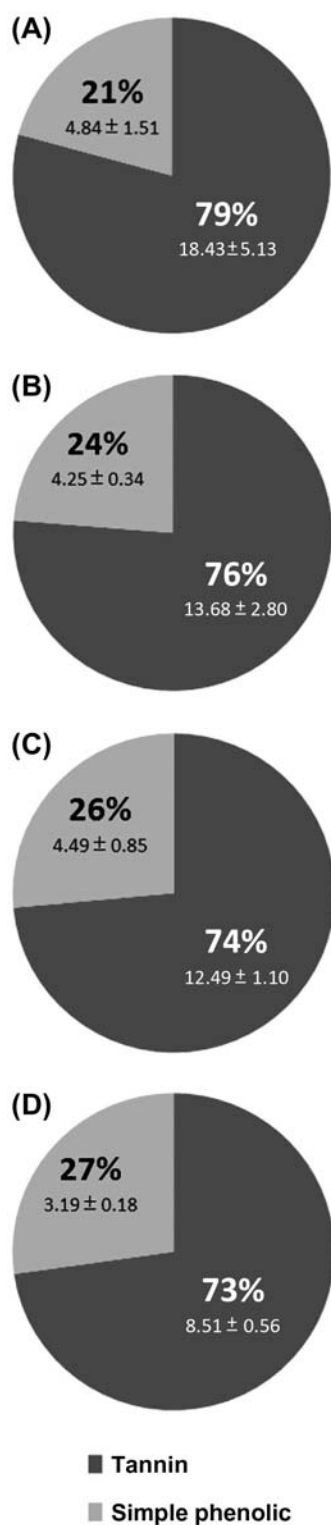 (A)
21%
4.84 ± 1.51
79%
18.43±5.13
(B)
24%
4.25 ± 0.34
76%
13.68 ± 2.80
(C)
26%
4.49 ± 0.85
74%
12.49 ± 1.10
(D)
27%
3.19 ± 0.18
73%
8.51 ± 0.56
Tannin
Simple phenolic